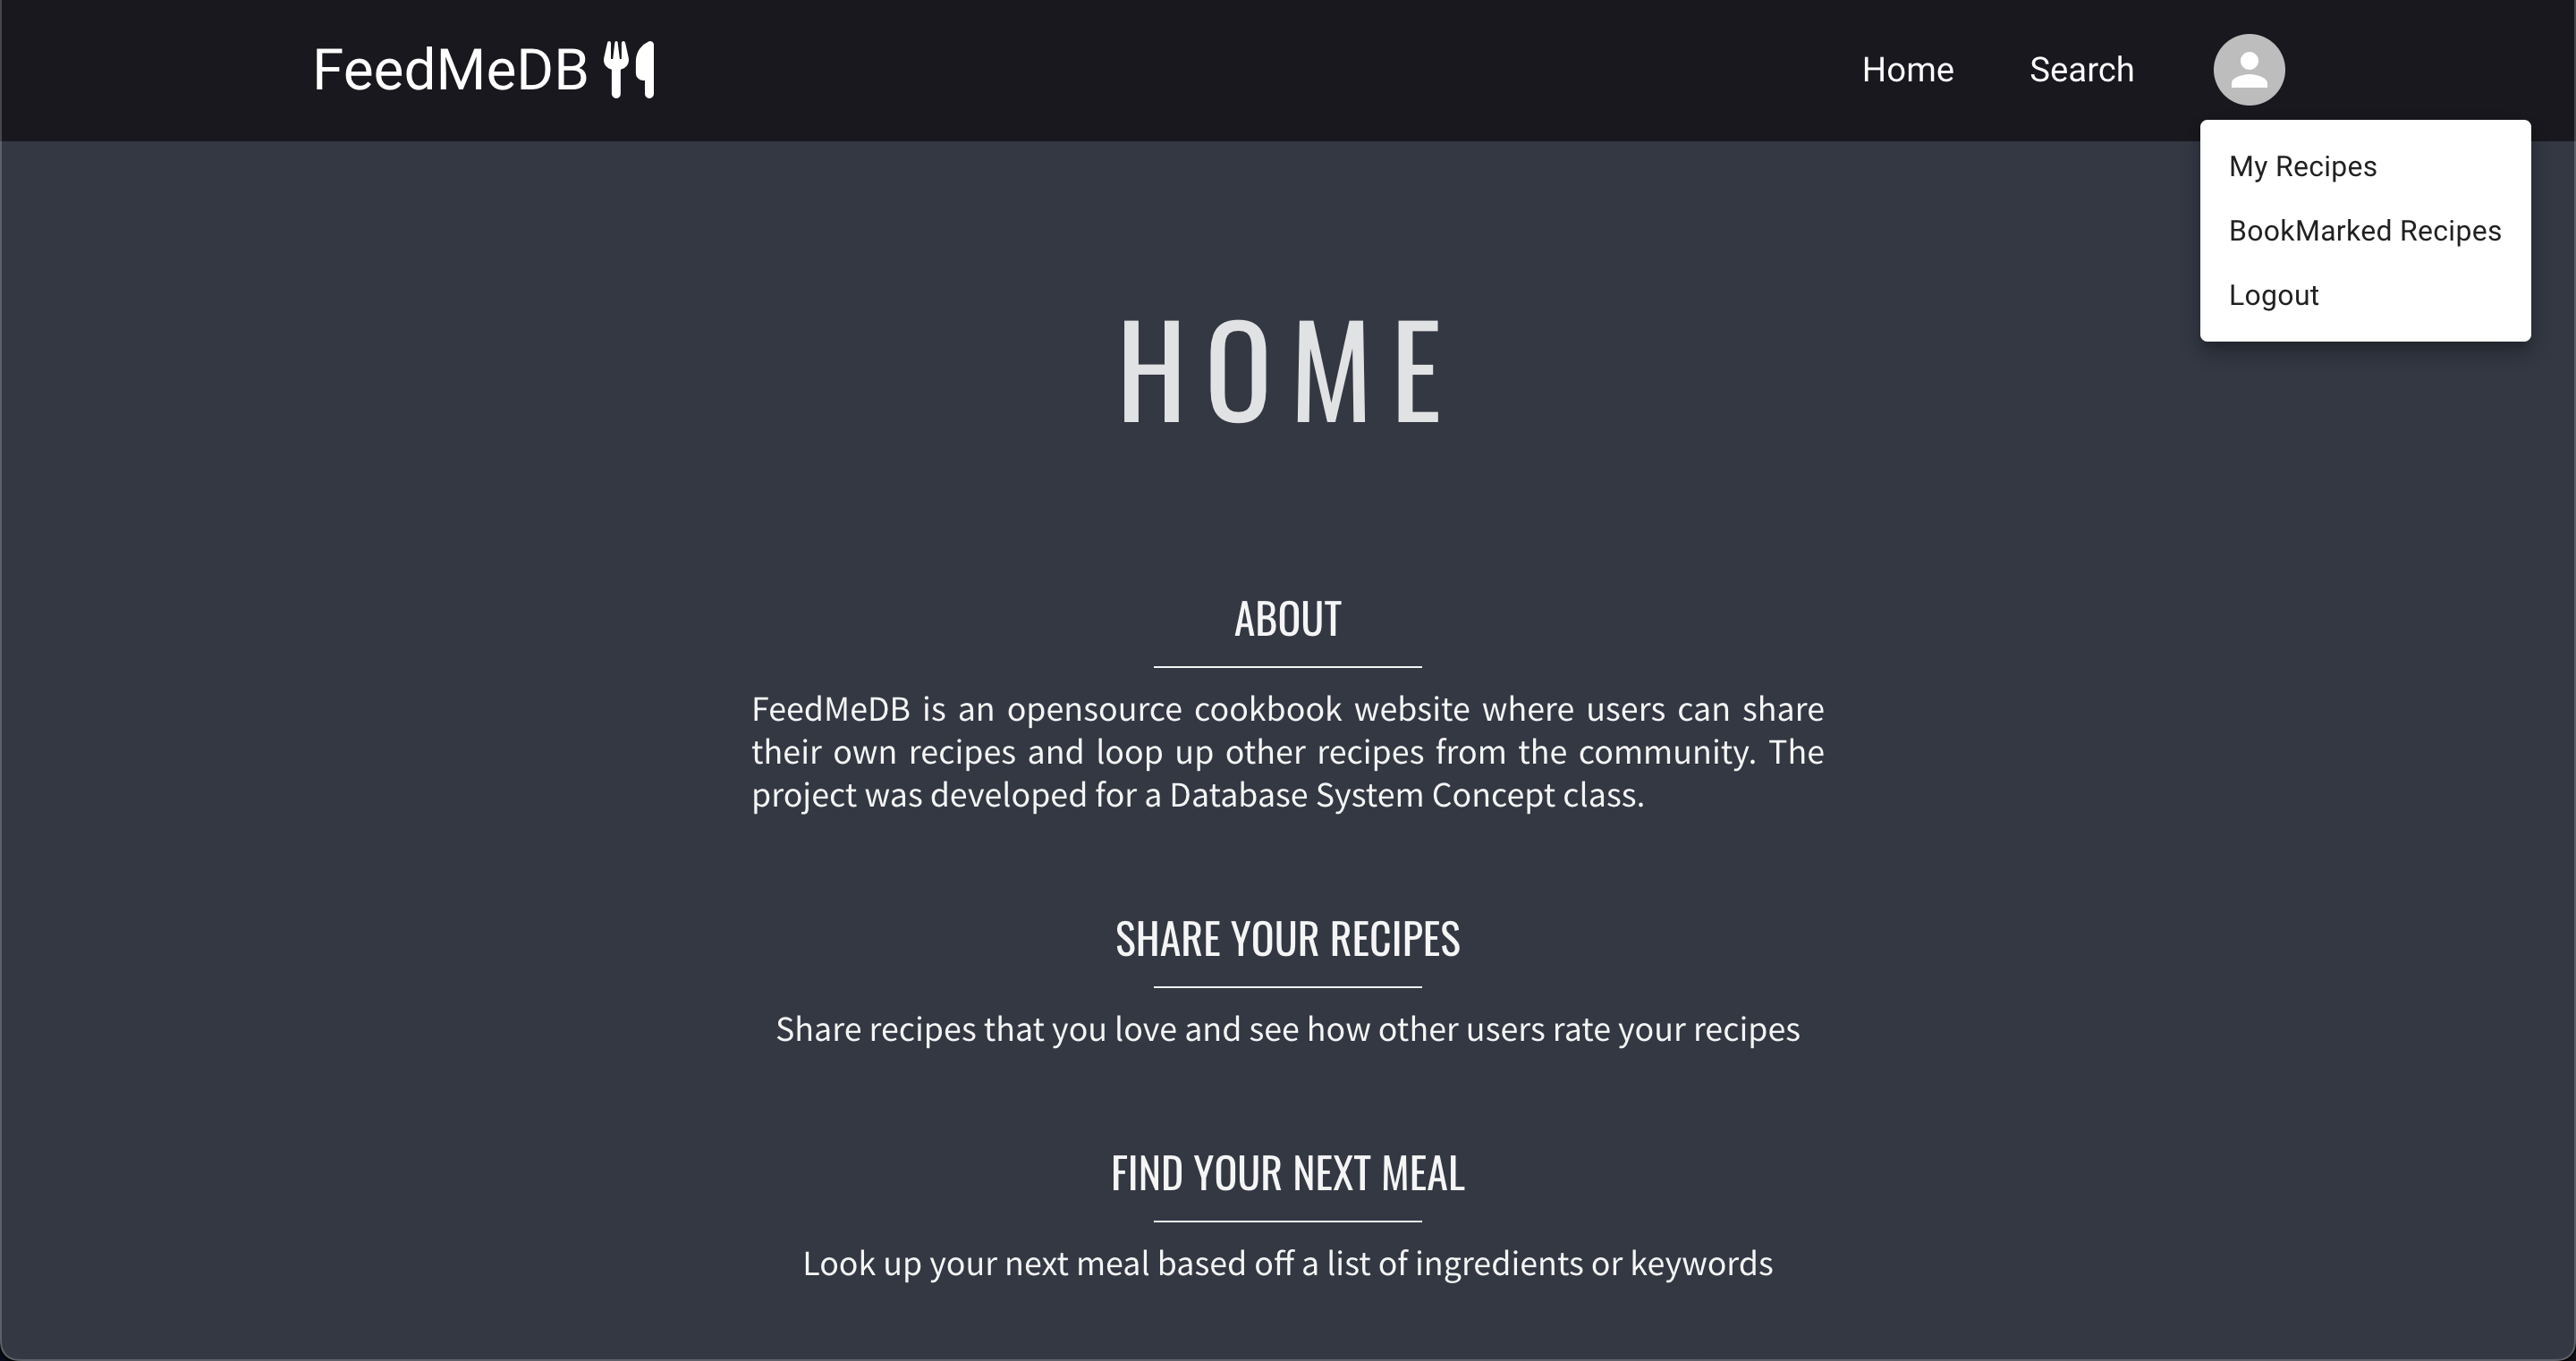 FeedMeDB
Home
Search
My Recipes
BookMarked Recipes
Logout
HOME
ABOUT
FeedMeDB is an opensource cookbook website where users can share
their own recipes and loop up other recipes from the community. The
project was developed for a Database System Concept class.
SHARE YOUR RECIPES
Share recipes that you love and see how other users rate your recipes
FIND YOUR NEXT MEAL
Look up your next meal based off a list of ingredients or keywords